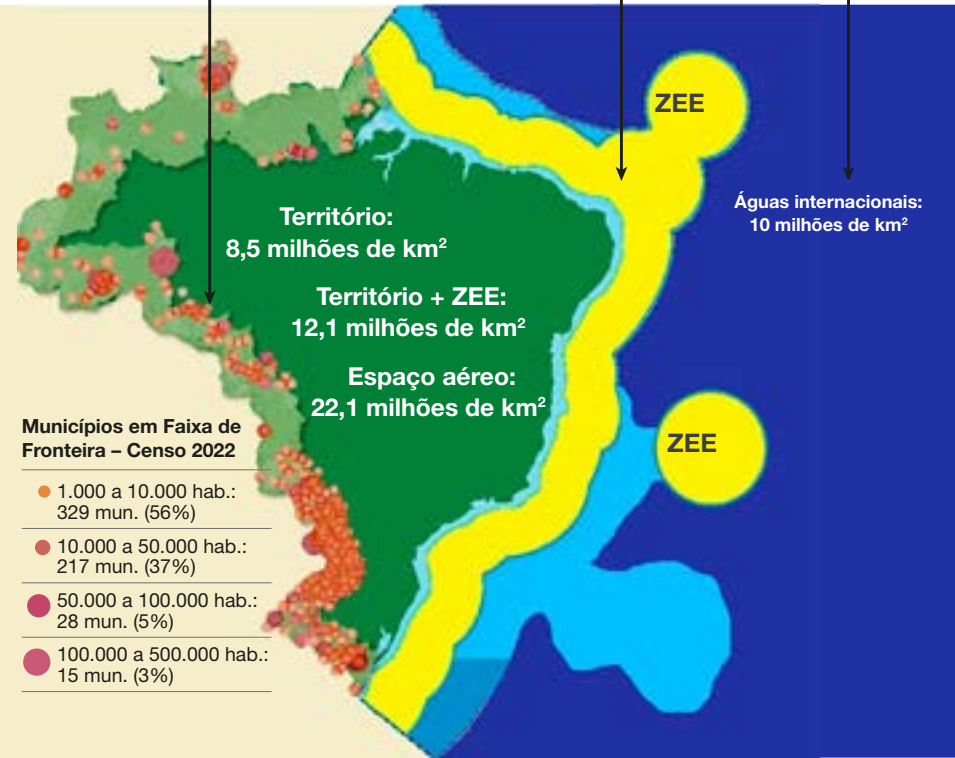 ZEE
Águas internacionais:
10 milhões de km²
Território:
8,5 milhões de km²
Território + ZEE:
12,1 milhões de km²
Espaço aéreo:
22,1 milhões de km²
ZEE
Municípios em Faixa de
Fronteira – Censo 2022
1.000 a 10.000 hab.:
329 mun. (56%)
10.000 a 50.000 hab.:
217 mun. (37%)
50.000 a 100.000 hab.:
28 mun. (5%)
100.000 a 500.000 hab.:
15 mun. (3%)